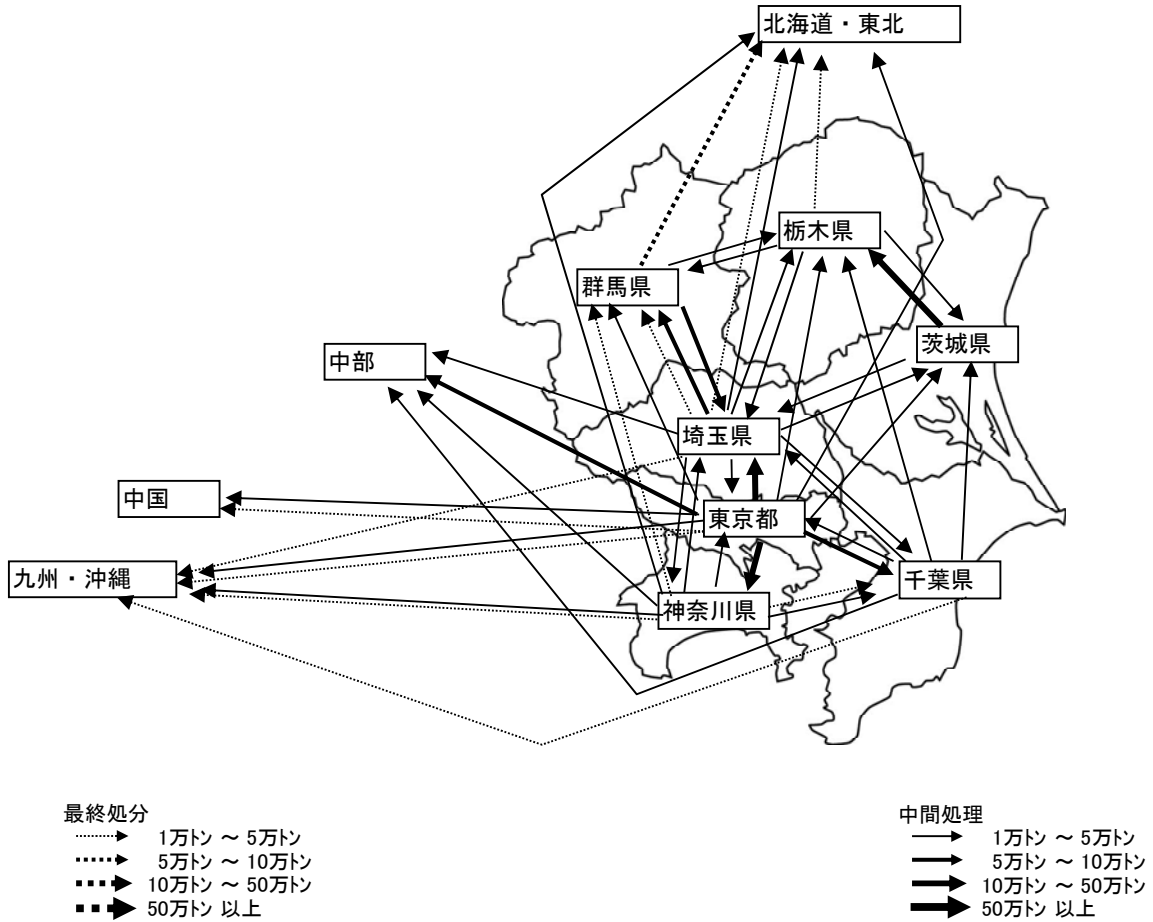 北海道・東北
栃木県
群馬県
茨城県
中部
埼玉県
中国
東京都
九州・沖縄
千葉県
神奈川県
最終処分
1万トン ～ 5万トン
5万トン ～ 10万トン
10万トン ～ 50万トン
50万トン 以上
中間処理
1万トン ～ 5万トン
5万トン ～ 10万トン
10万トン ～ 50万トン
50万トン 以上